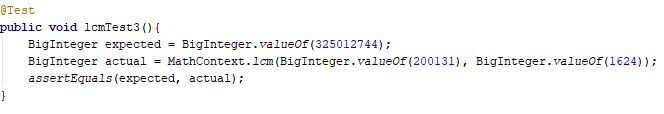 @Test
public void lcmTest3(){
BigInteger expected = BigInteger.valueOf(325012744);
BigInteger actual = MathContext.lcm(BigInteger.valueOf(200131), BigInteger.valueOf(1624));
assertEquals(expected, actual);
}